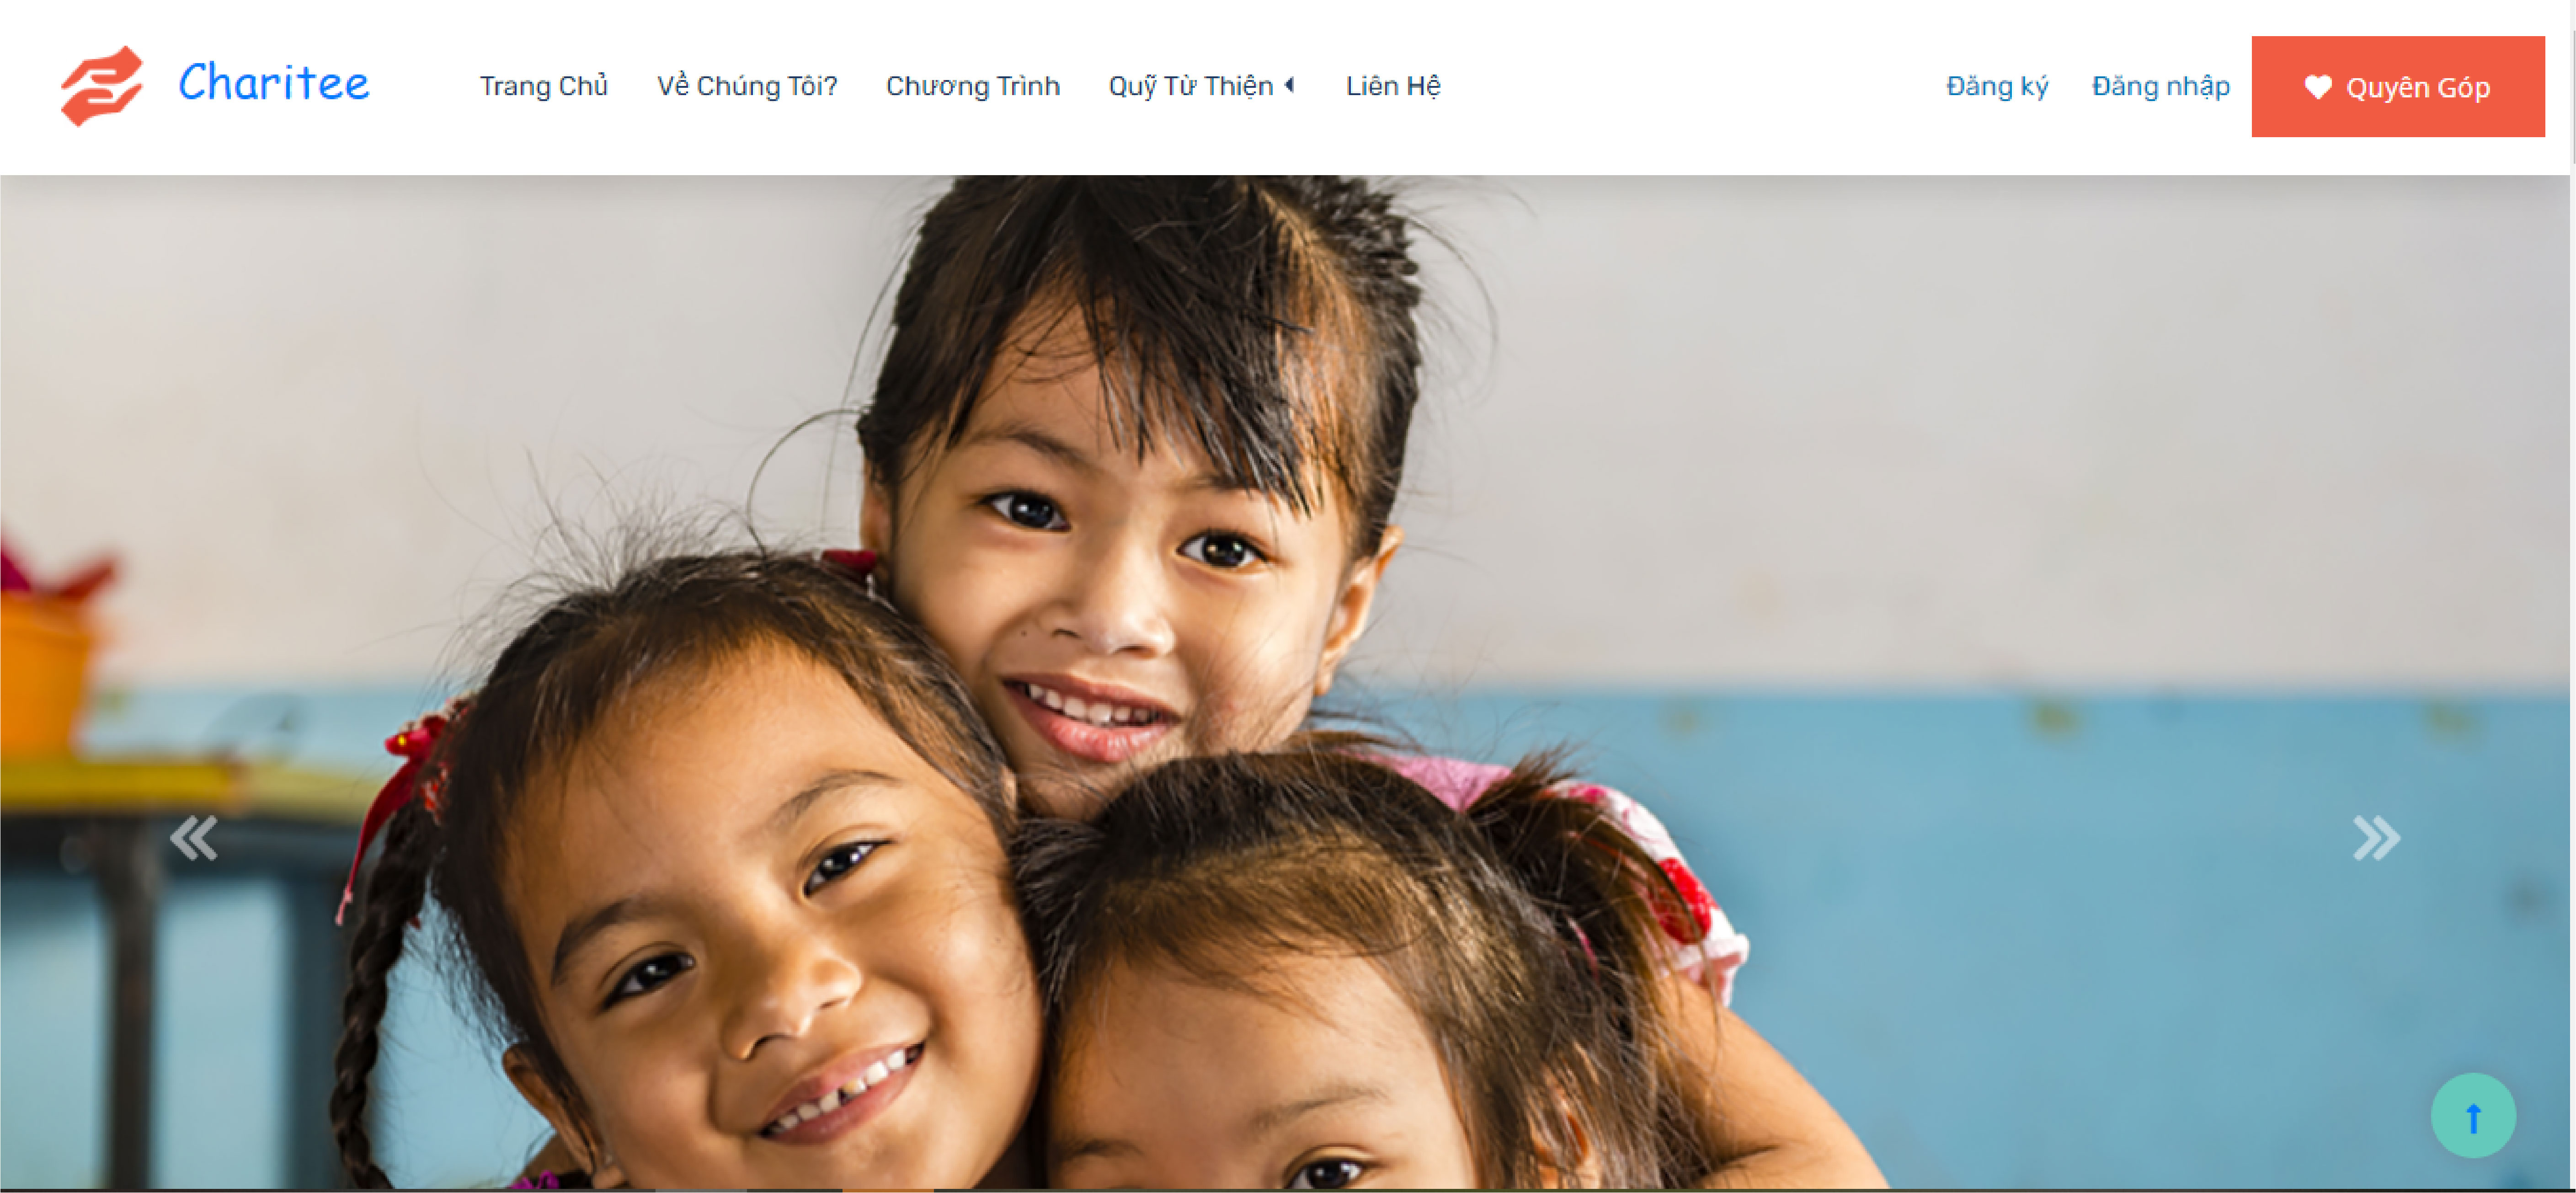 Charitee Trang Chủ Về Chúng Tôi? Chương Trình Quỹ Từ Thiện Liên Hệ Đăng ký Đăng nhập Quyên Góp